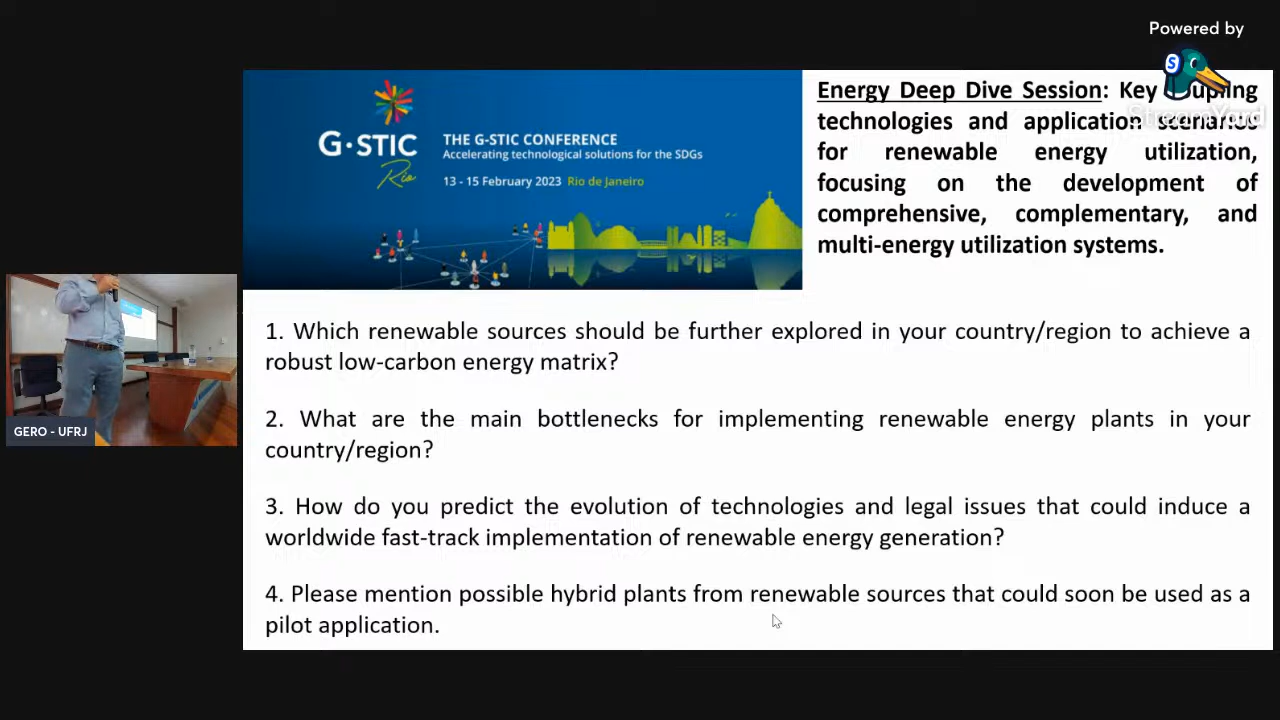 Powered by
StreamYard
G·STIC
Rio
THE G-STIC CONFERENCE
Accelerating technological solutions for the SDGs
13 - 15 February 2023 Rio de Janeiro
Energy Deep Dive Session: Key coupling
technologies and application scenarios
for renewable energy utilization,
focusing on the development of
comprehensive, complementary, and
multi-energy utilization systems.
1. Which renewable sources should be further explored in your country/region to achieve a
robust low-carbon energy matrix?
2. What are the main bottlenecks for implementing renewable energy plants in your
country/region?
3. How do you predict the evolution of technologies and legal issues that could induce a
worldwide fast-track implementation of renewable energy generation?
4. Please mention possible hybrid plants from renewable sources that could soon be used as a
pilot application.
GERO - UFRJ